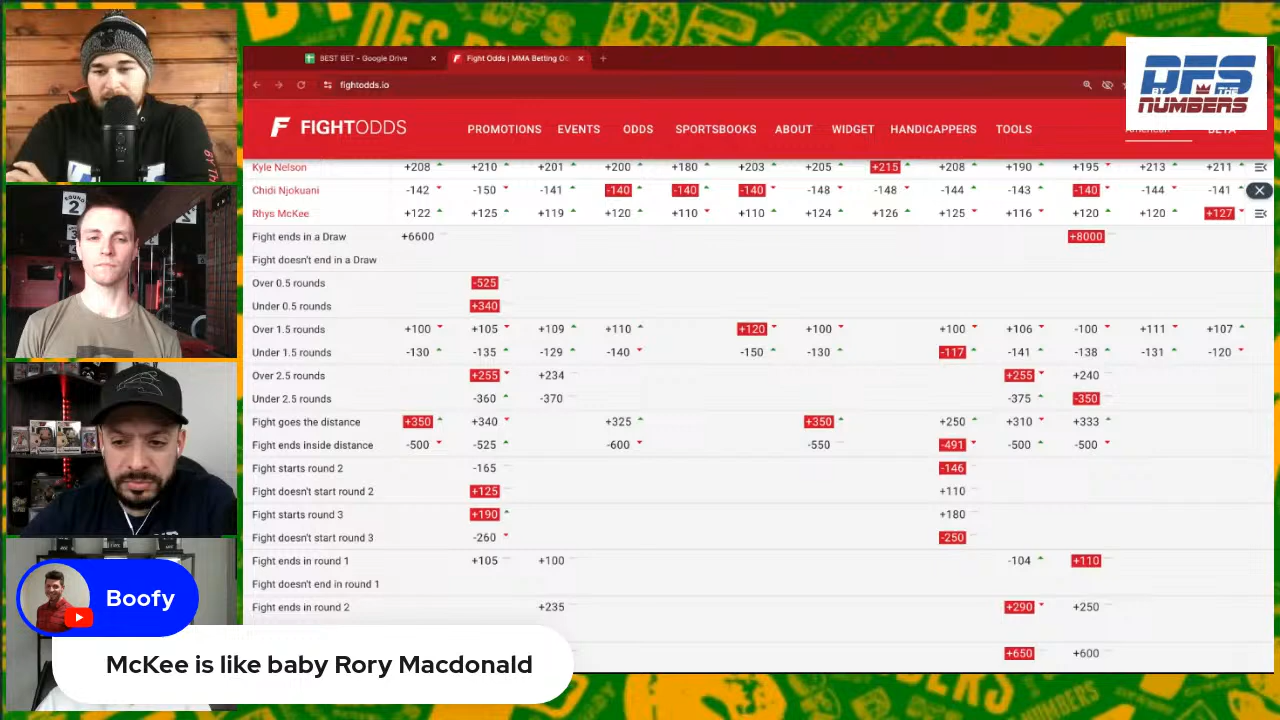 BEST BET - Google Drive
Fight Odds | MMA Betting Od
fightodds.io
DFS
BY THE
NUMBERS
FIGHTODDS
PROMOTIONS EVENTS ODDS SPORTSBOOKS ABOUT WIDGET HANDICAPPERS TOOLS
ROUND
2
Kyle Nelson +208 +210 +201 +200 +180 +203 +205 +215 +208 +190 +195 +213 +211
Chidi Njokuani -142 -150 -141 -140 -140 -140 -148 -148 -144 -143 -140 -144 -141
Rhys McKee +122 +125 +119 +120 +110 +110 +124 +126 +125 +116 +120 +120 +127
Fight ends in a Draw +6600 +8000
Fight doesn't end in a Draw
Over 0.5 rounds -525
Under 0.5 rounds +340
Over 1.5 rounds +100 +105 +109 +110 +120 +100 +100 +106 -100 +111 +107
Under 1.5 rounds -130 -135 -129 -140 -150 -130 -117 -141 -138 -131 -120
Over 2.5 rounds +255 +234 +255 +240
Under 2.5 rounds -360 -370 -375 -350
Fight goes the distance +350 +340 +325 +350 +250 +310 +333
Fight ends inside distance -500 -525 -600 -550 -491 -500 -500
Fight starts round 2 -165 -146
Fight doesn't start round 2 +125 +110
Fight starts round 3 +190 +180
Fight doesn't start round 3 -260 -250
Fight ends in round 1 +105 +100 -104 +110
Fight doesn't end in round 1
Fight ends in round 2 +235 +290 +250
+650 +600
Boofy
McKee is like baby Rory Macdonald